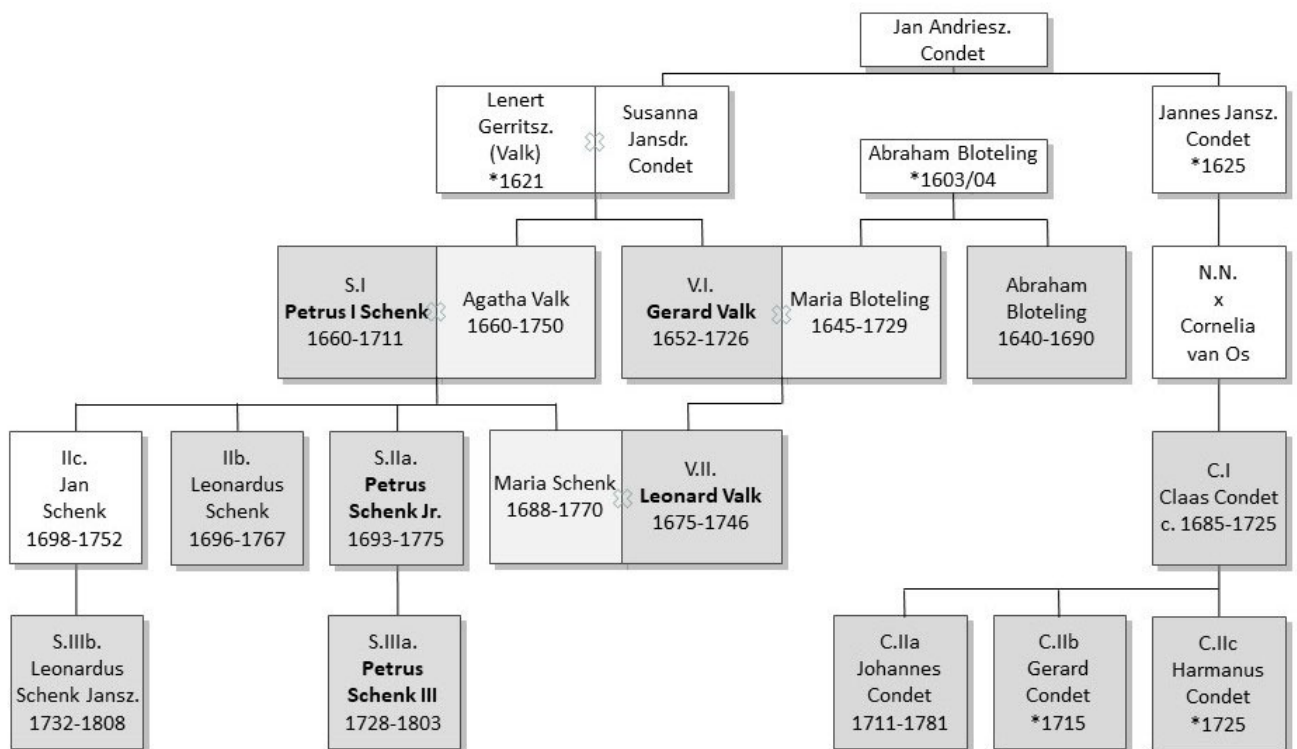 Jan Andriesz.
Condet
Lenert
Gerritsz.
(Valk)
*1621
Susanna
Jansdr.
Condet
Abraham Bloteling
*1603/04
Jannes Jansz.
Condet
*1625
S.I
Petrus I Schenk
1660-1711
Agatha Valk
1660-1750
V.I.
Gerard Valk
1652-1726
Maria Bloteling
1645-1729
Abraham
Bloteling
1640-1690
N.N.
x
Cornelia
van Os
IIc.
Jan
Schenk
1698-1752
IIb.
Leonardus
Schenk
1696-1767
S.IIa.
Petrus
Schenk Jr.
1693-1775
Maria Schenk
1688-1770
V.II.
Leonard Valk
1675-1746
C.I
Claas Condet
c. 1685-1725
S.IIIb.
Leonardus
Schenk Jansz.
1732-1808
S.IIIa.
Petrus
Schenk III
1728-1803
C.IIa
Johannes
Condet
1711-1781
C.IIb
Gerard
Condet
*1715
C.IIc
Harmanus
Condet
*1725